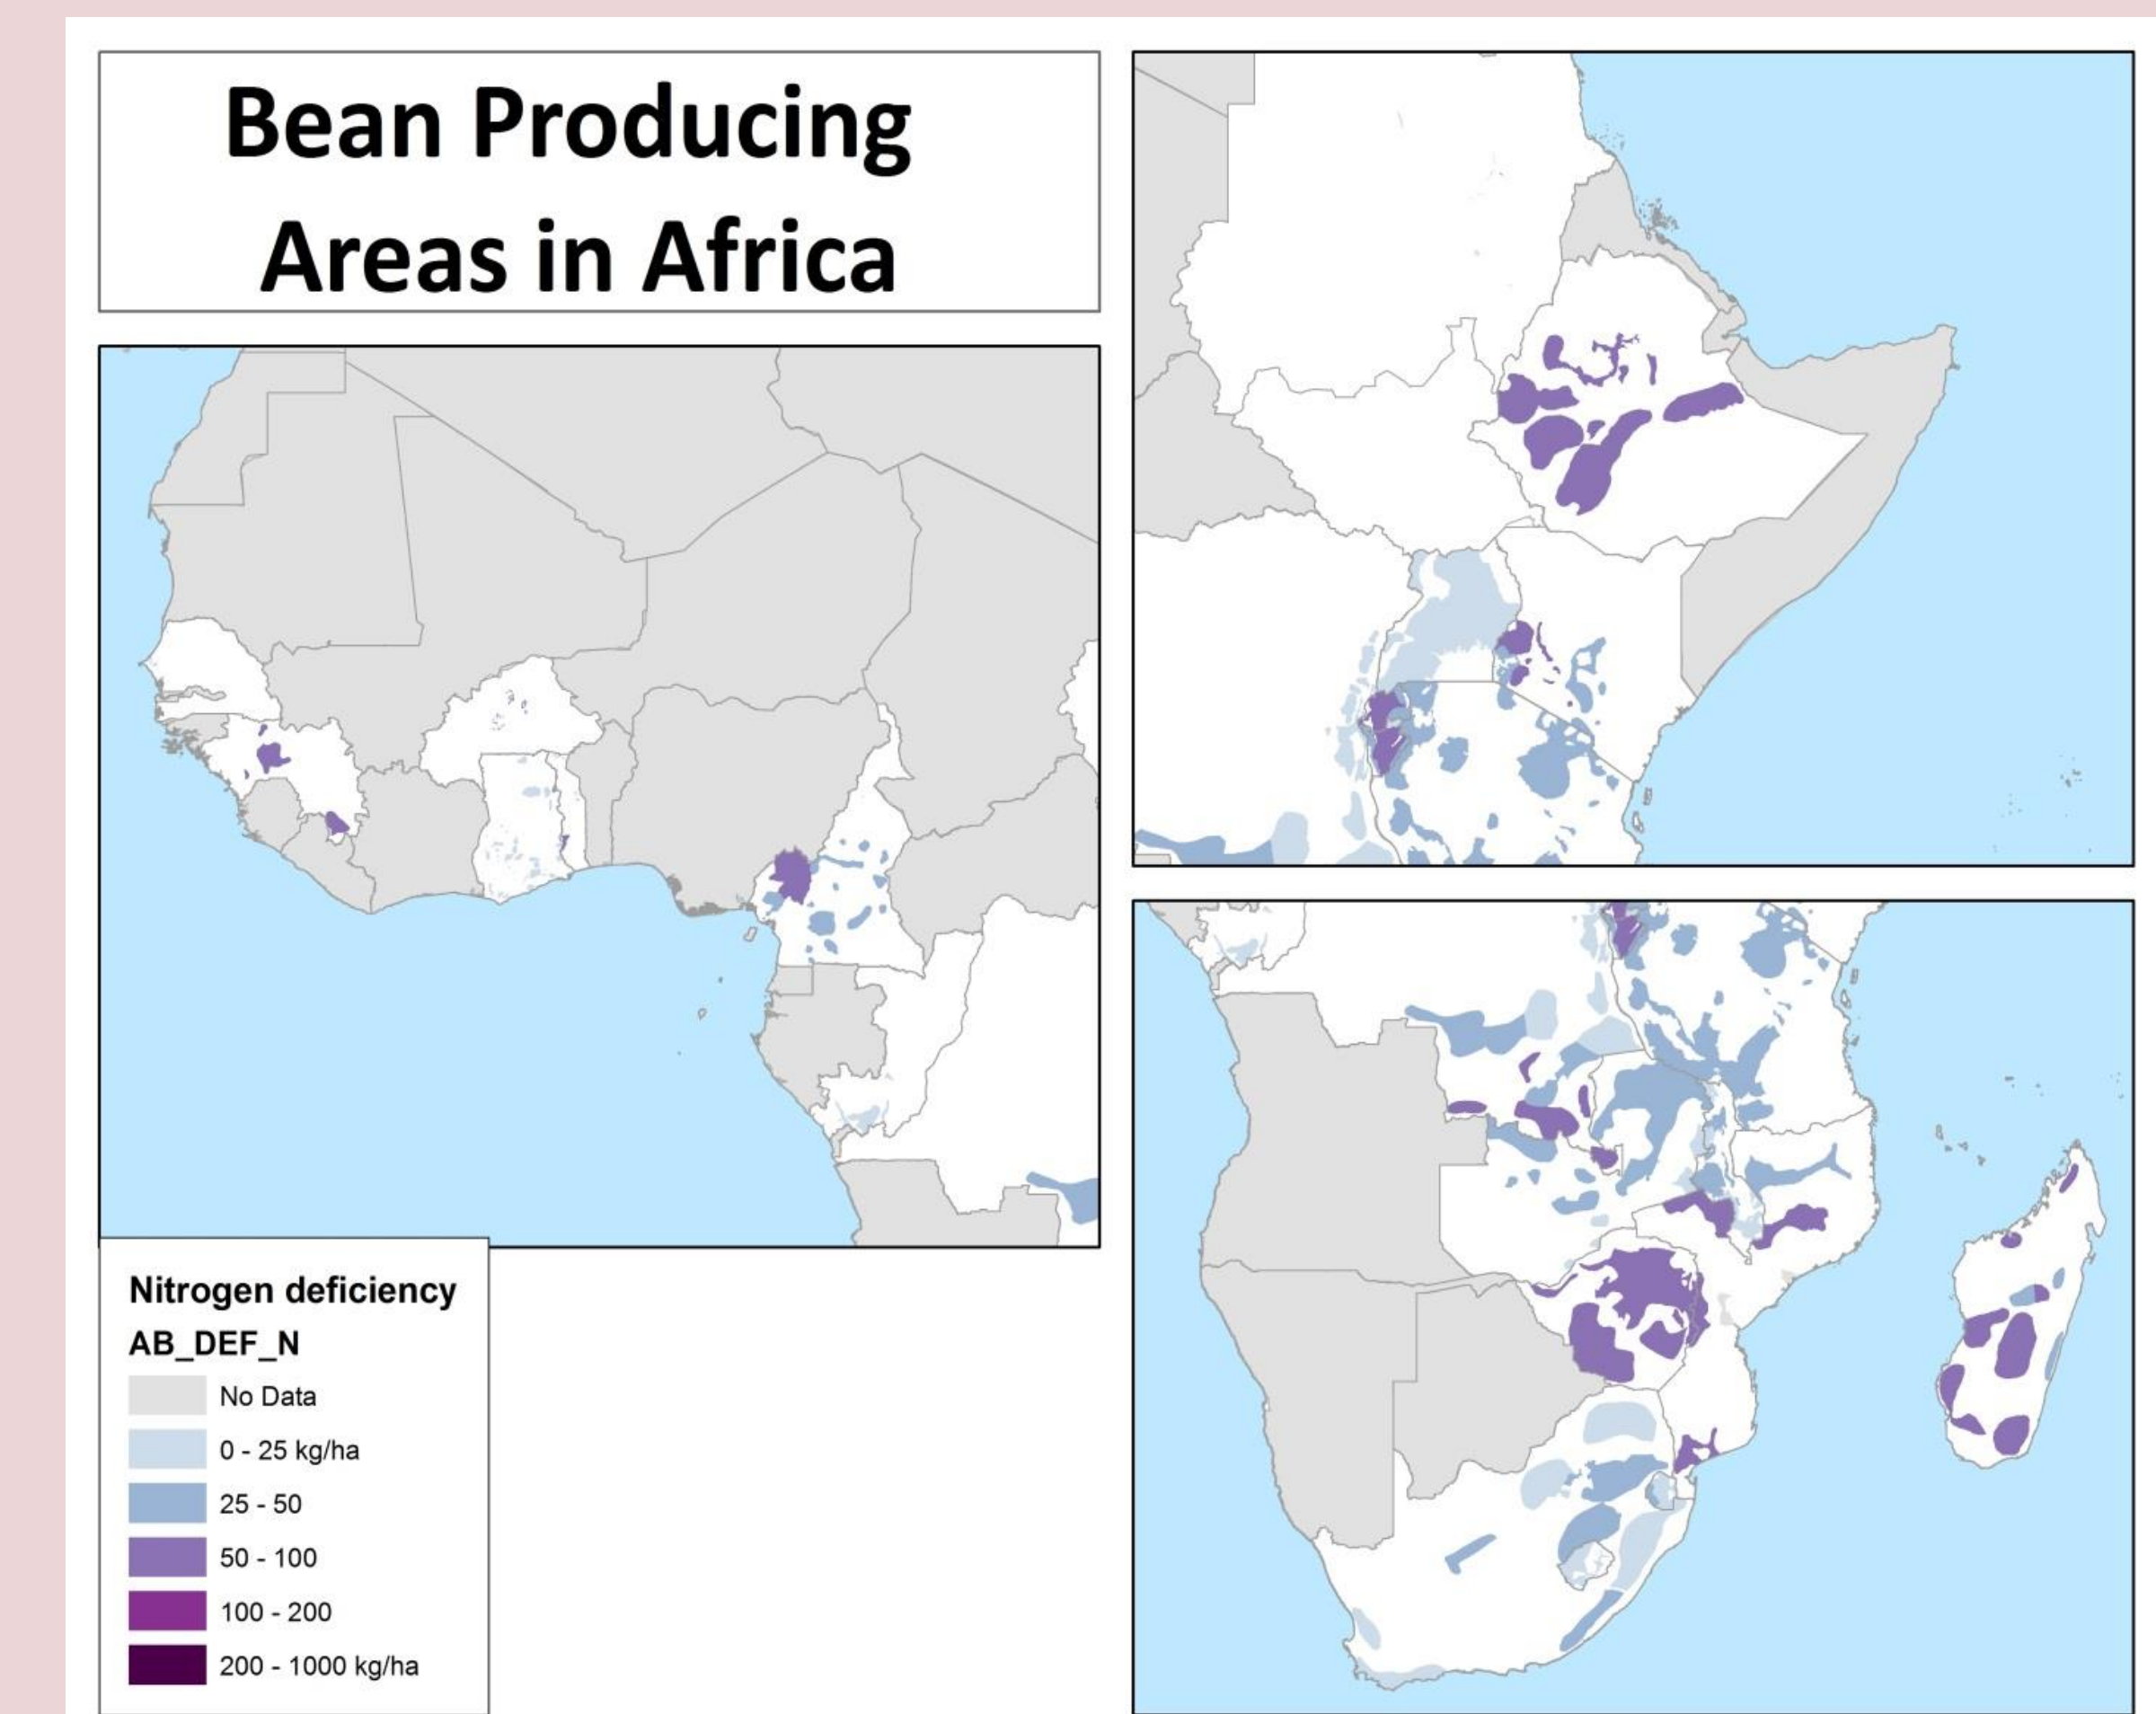 Bean Producing
Areas in Africa
Nitrogen deficiency
AB_DEF_N
No Data
0 - 25 kg/ha
25 - 50
50 - 100
100 - 200
200 - 1000 kg/ha